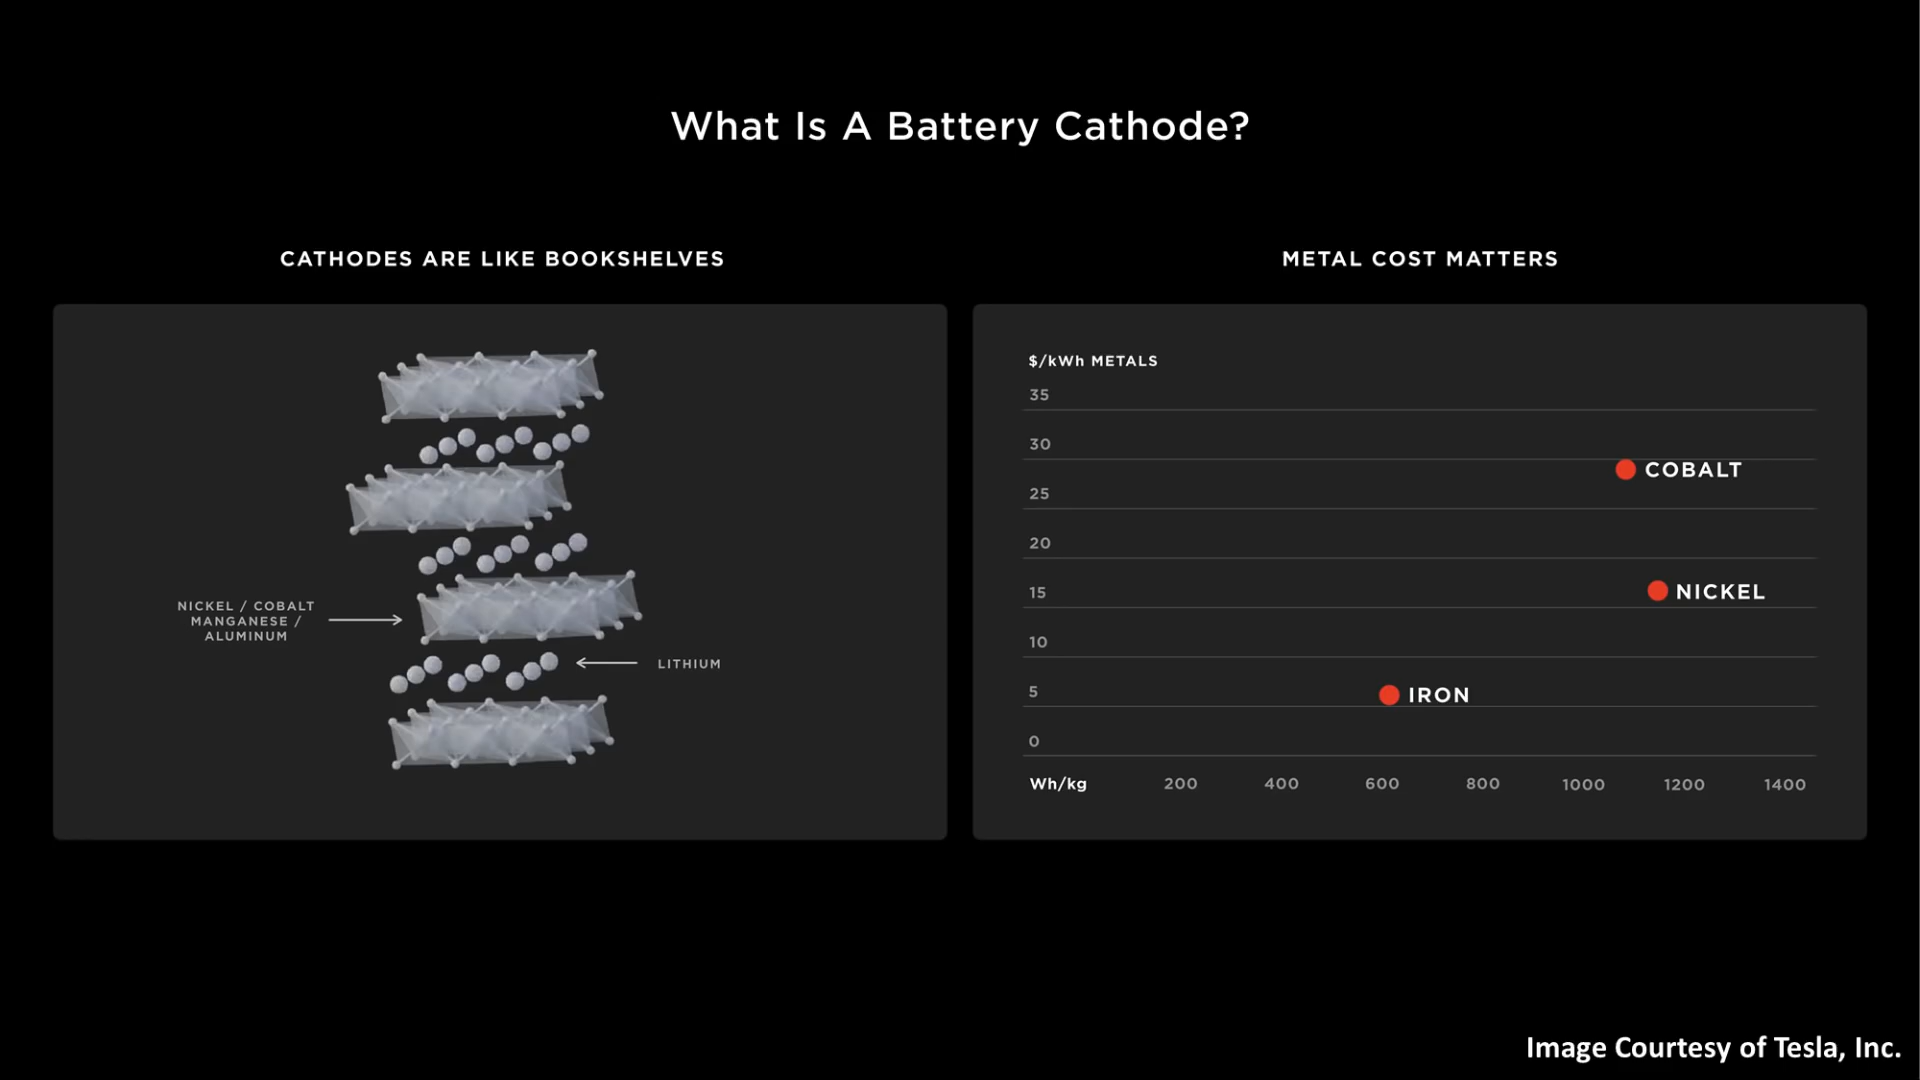 What Is A Battery Cathode?
CATHODES ARE LIKE BOOKSHELVES
NICKEL / COBALT
MANGANESE /
ALUMINUM
LITHIUM
METAL COST MATTERS
$/kWh METALS
35
30
COBALT
25
20
15
NICKEL
10
5
IRON
0
Wh/kg 200 400 600 800 1000 1200 1400
Image Courtesy of Tesla, Inc.